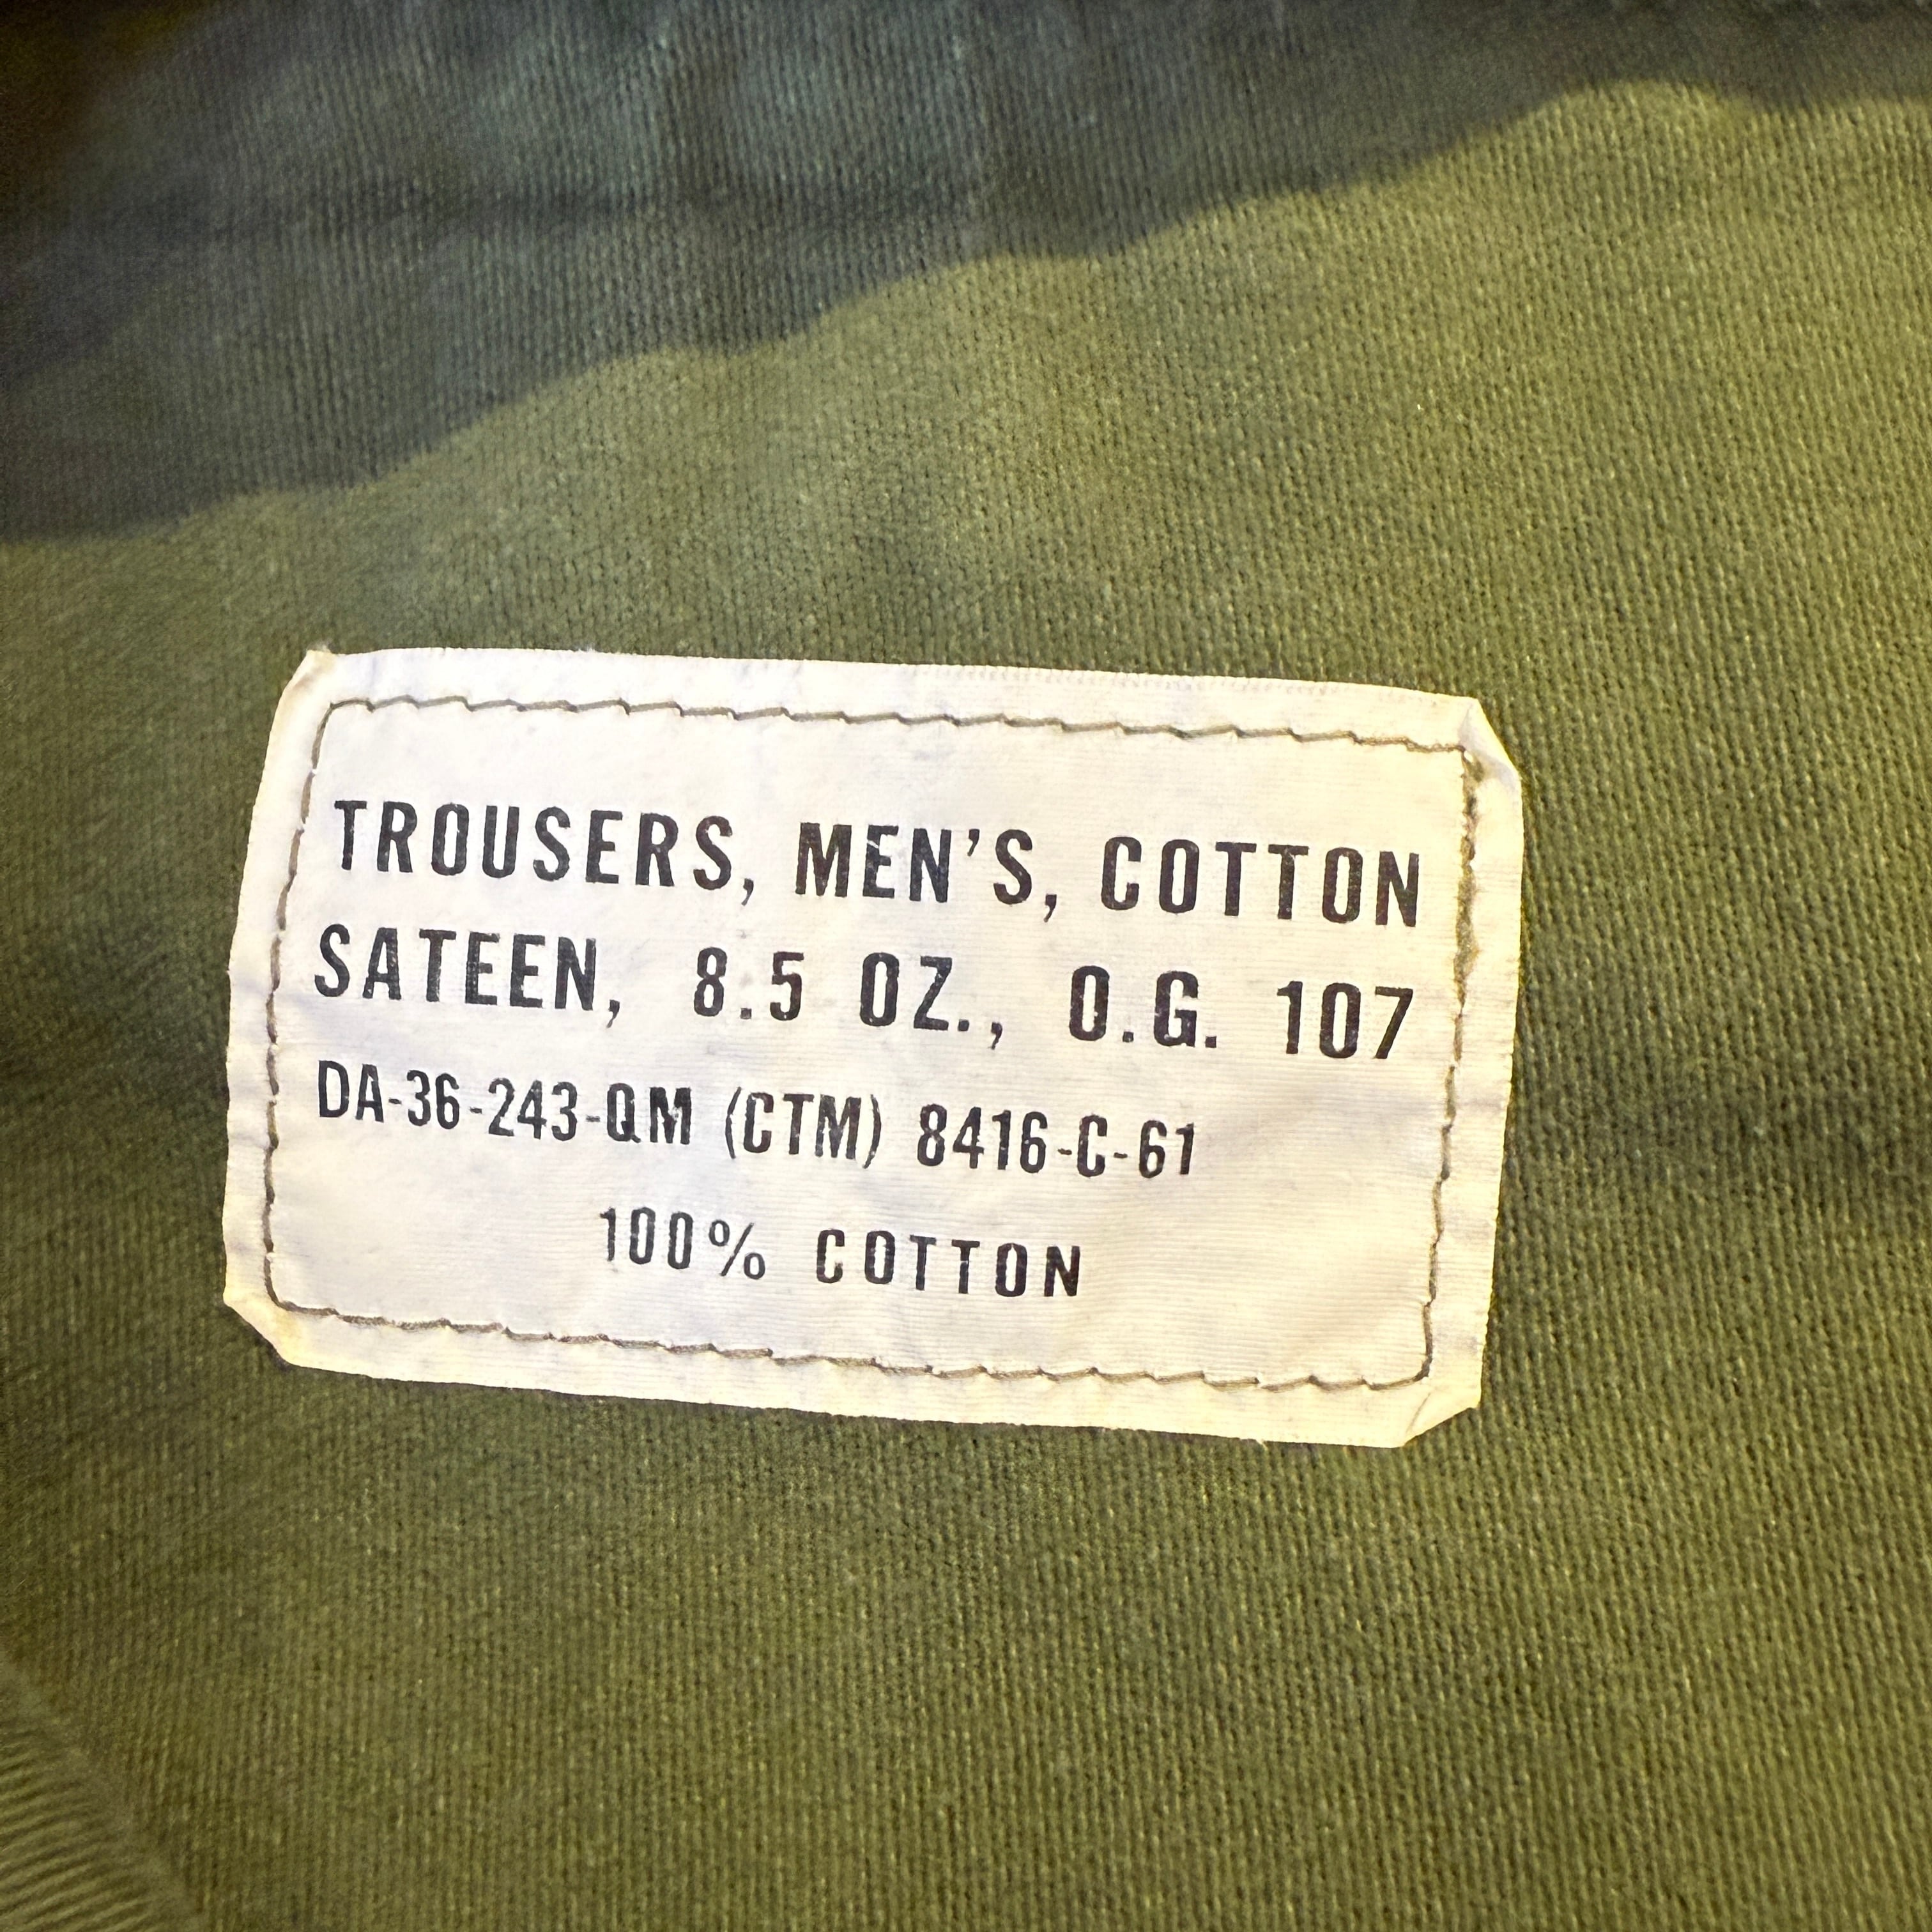 TROUSERS, MEN'S, COTTON
SATEEN, 8.5 OZ., O.G. 107
DA-36-243-QM (CTM) 8416-C-61
100% COTTON